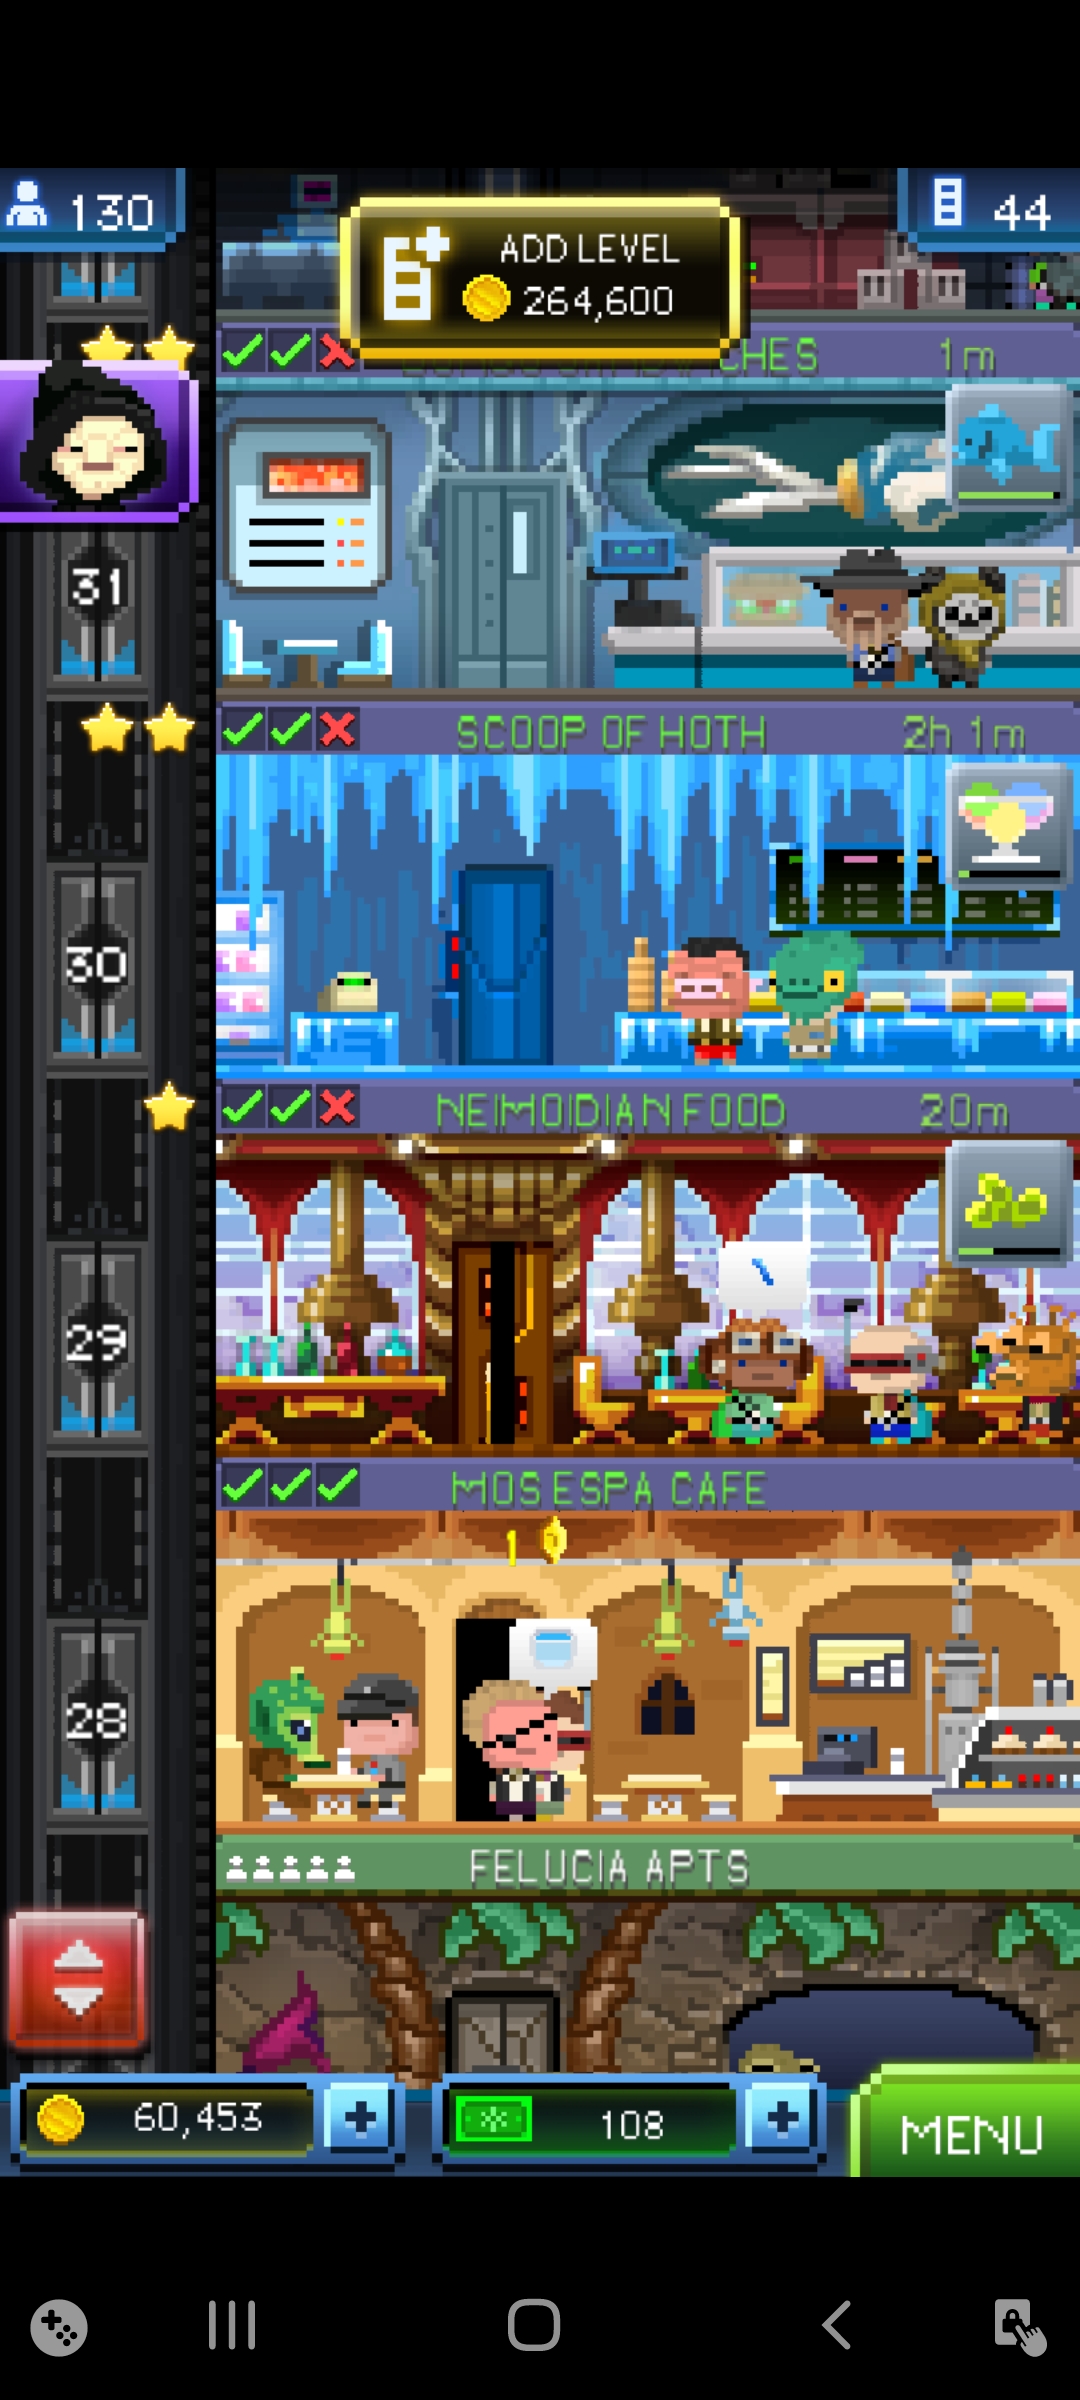 130
ADD LEVEL
264,600
44
CHES 1m
31
SCOOP OF HOTH 2h 1m
30
NEIMOIDIAN FOOD 20m
29
MOS ESPA CAFE
1
28
FELUCIA APTS
60,453
108
MENU